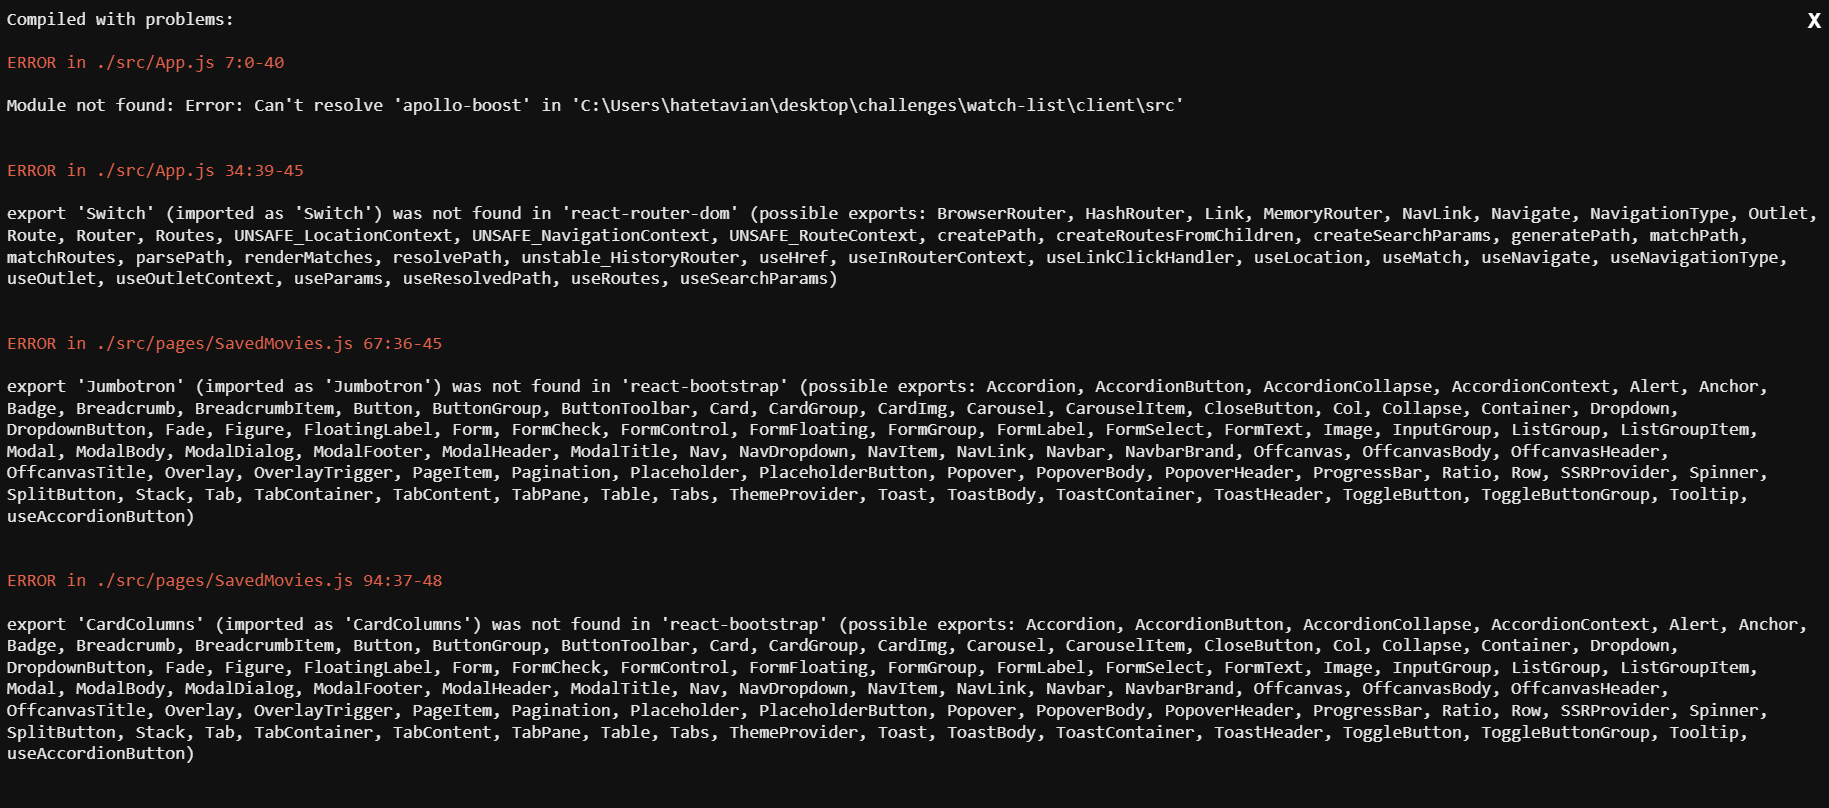 Compiled with problems:
X
ERROR in ./src/App.js 7:0-40
Module not found: Error: Can't resolve 'apollo-boost' in 'C:\Users\hatetavian\desktop\challenges\watch-list\client\src'
ERROR in ./src/App.js 34:39-45
export 'Switch' (imported as 'Switch') was not found in 'react-router-dom' (possible exports: BrowserRouter, HashRouter, Link, MemoryRouter, NavLink, Navigate, NavigationType, Outlet,
Route, Router, Routes, UNSAFE_LocationContext, UNSAFE_NavigationContext, UNSAFE_RouteContext, createPath, createRoutesFromChildren, createSearchParams, generatePath, matchPath,
matchRoutes, parsePath, renderMatches, resolvePath, unstable_HistoryRouter, useHref, useInRouterContext, useLinkClickHandler, useLocation, useMatch, useNavigate, useNavigationType,
useOutlet, useOutletContext, useParams, useResolvedPath, useRoutes, useSearchParams)
ERROR in ./src/pages/SavedMovies.js 67:36-45
export 'Jumbotron' (imported as 'Jumbotron') was not found in 'react-bootstrap' (possible exports: Accordion, AccordionButton, AccordionCollapse, AccordionContext, Alert, Anchor,
Badge, Breadcrumb, BreadcrumbItem, Button, ButtonGroup, ButtonToolbar, Card, CardGroup, CardImg, Carousel, CarouselItem, CloseButton, Col, Collapse, Container, Dropdown,
DropdownButton, Fade, Figure, FloatingLabel, Form, FormCheck, FormControl, FormFloating, FormGroup, FormLabel, FormSelect, FormText, Image, InputGroup, ListGroup, ListGroupItem,
Modal, ModalBody, ModalDialog, ModalFooter, ModalHeader, ModalTitle, Nav, NavDropdown, NavItem, NavLink, Navbar, NavbarBrand, Offcanvas, OffcanvasBody, OffcanvasHeader,
OffcanvasTitle, Overlay, OverlayTrigger, PageItem, Pagination, Placeholder, PlaceholderButton, Popover, PopoverBody, PopoverHeader, ProgressBar, Ratio, Row, SSRProvider, Spinner,
SplitButton, Stack, Tab, TabContainer, TabContent, TabPane, Table, Tabs, ThemeProvider, Toast, ToastBody, ToastContainer, ToastHeader, ToggleButton, ToggleButtonGroup, Tooltip,
useAccordionButton)
ERROR in ./src/pages/SavedMovies.js 94:37-48
export 'CardColumns' (imported as 'CardColumns') was not found in 'react-bootstrap' (possible exports: Accordion, AccordionButton, AccordionCollapse, AccordionContext, Alert, Anchor,
Badge, Breadcrumb, BreadcrumbItem, Button, ButtonGroup, ButtonToolbar, Card, CardGroup, CardImg, Carousel, CarouselItem, CloseButton, Col, Collapse, Container, Dropdown,
DropdownButton, Fade, Figure, FloatingLabel, Form, FormCheck, FormControl, FormFloating, FormGroup, FormLabel, FormSelect, FormText, Image, InputGroup, ListGroup, ListGroupItem,
Modal, ModalBody, ModalDialog, ModalFooter, ModalHeader, ModalTitle, Nav, NavDropdown, NavItem, NavLink, Navbar, NavbarBrand, Offcanvas, OffcanvasBody, OffcanvasHeader,
OffcanvasTitle, Overlay, OverlayTrigger, PageItem, Pagination, Placeholder, PlaceholderButton, Popover, PopoverBody, PopoverHeader, ProgressBar, Ratio, Row, SSRProvider, Spinner,
SplitButton, Stack, Tab, TabContainer, TabContent, TabPane, Table, Tabs, ThemeProvider, Toast, ToastBody, ToastContainer, ToastHeader, ToggleButton, ToggleButtonGroup, Tooltip,
useAccordionButton)